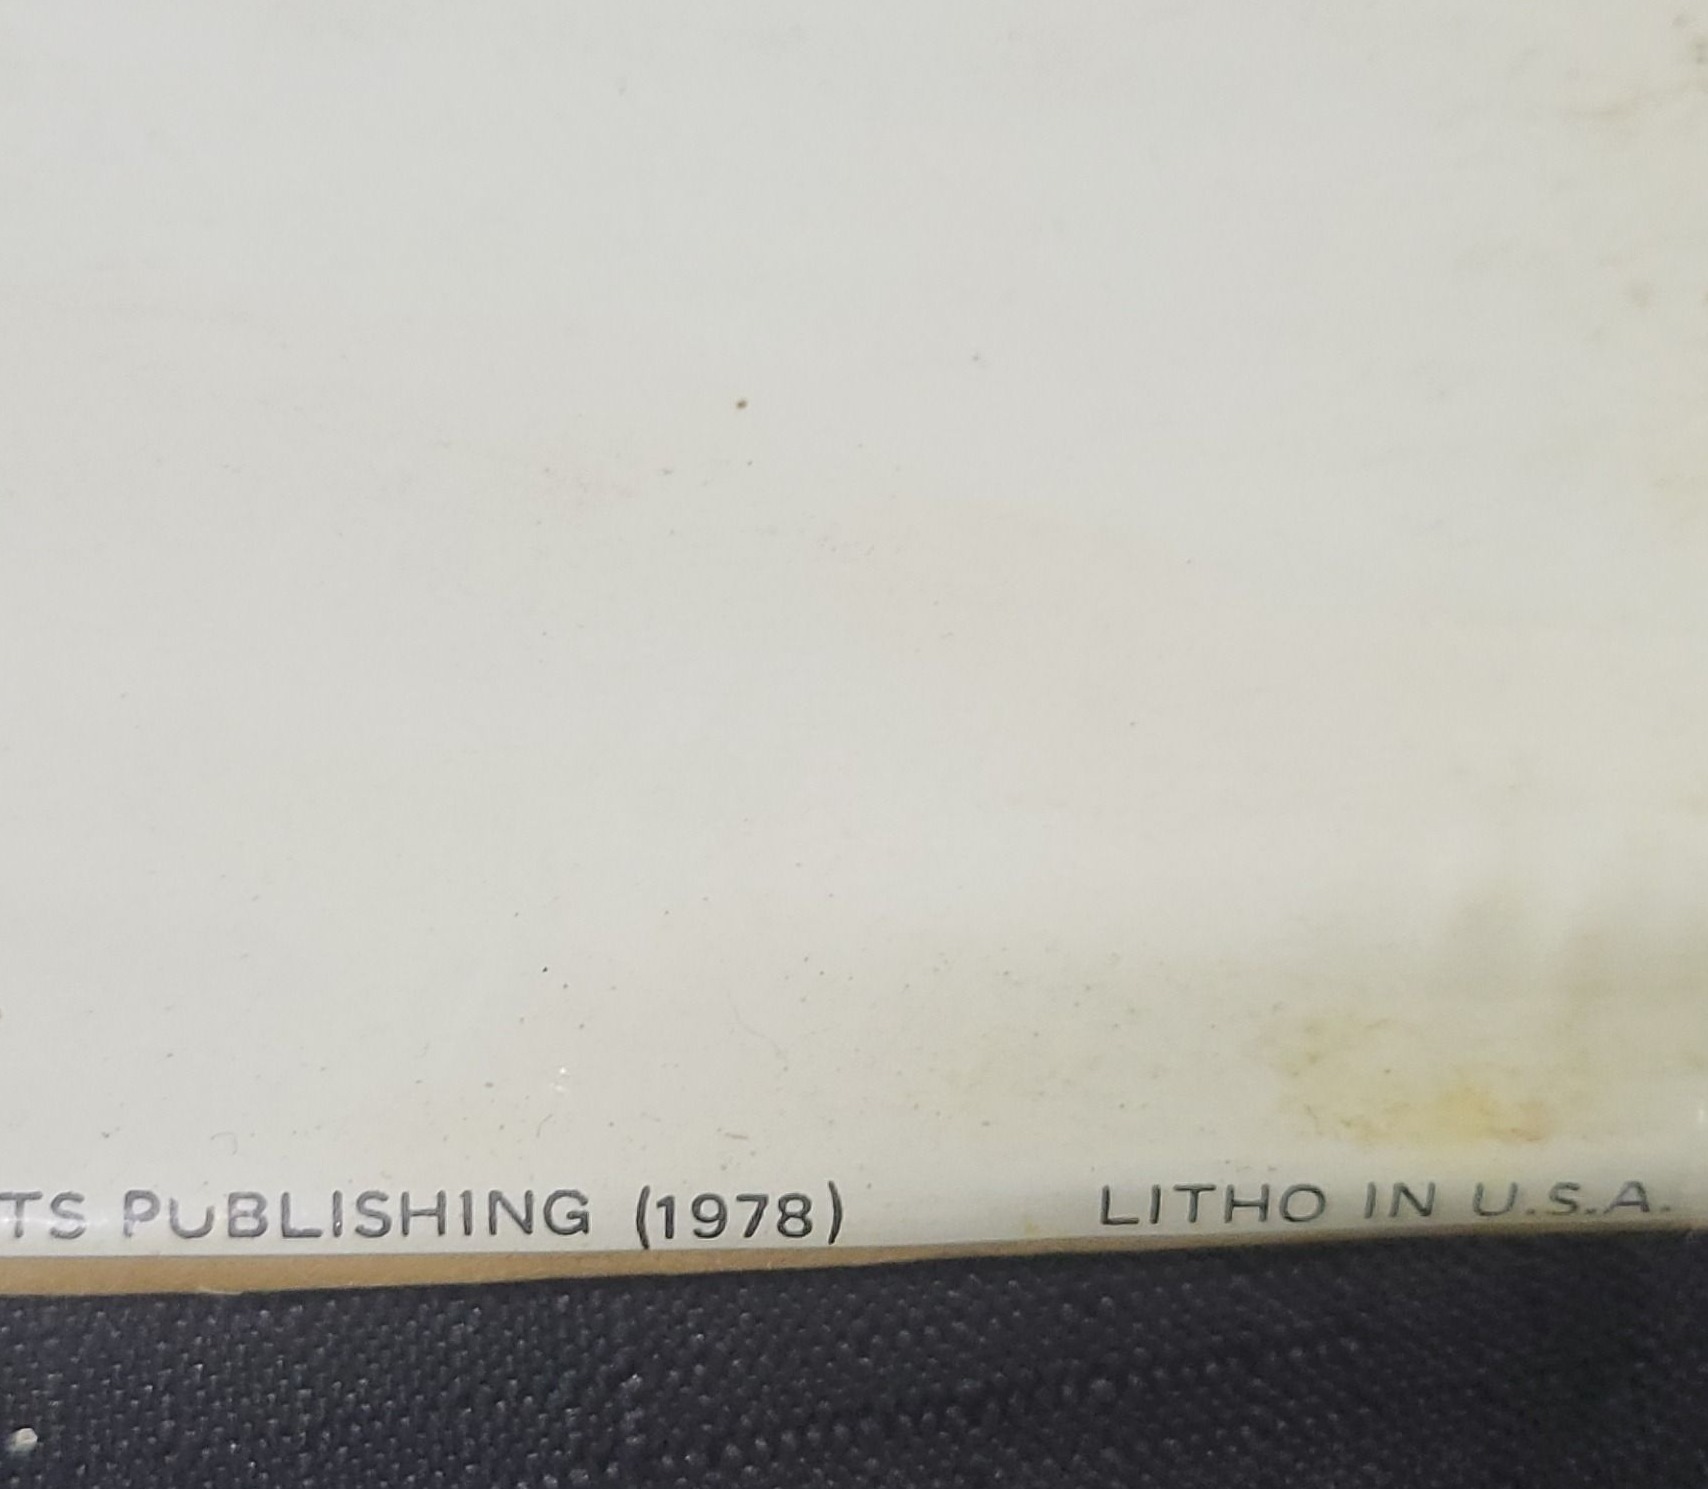 TS PUBLISHING (1978) LITHO IN U.S.A.